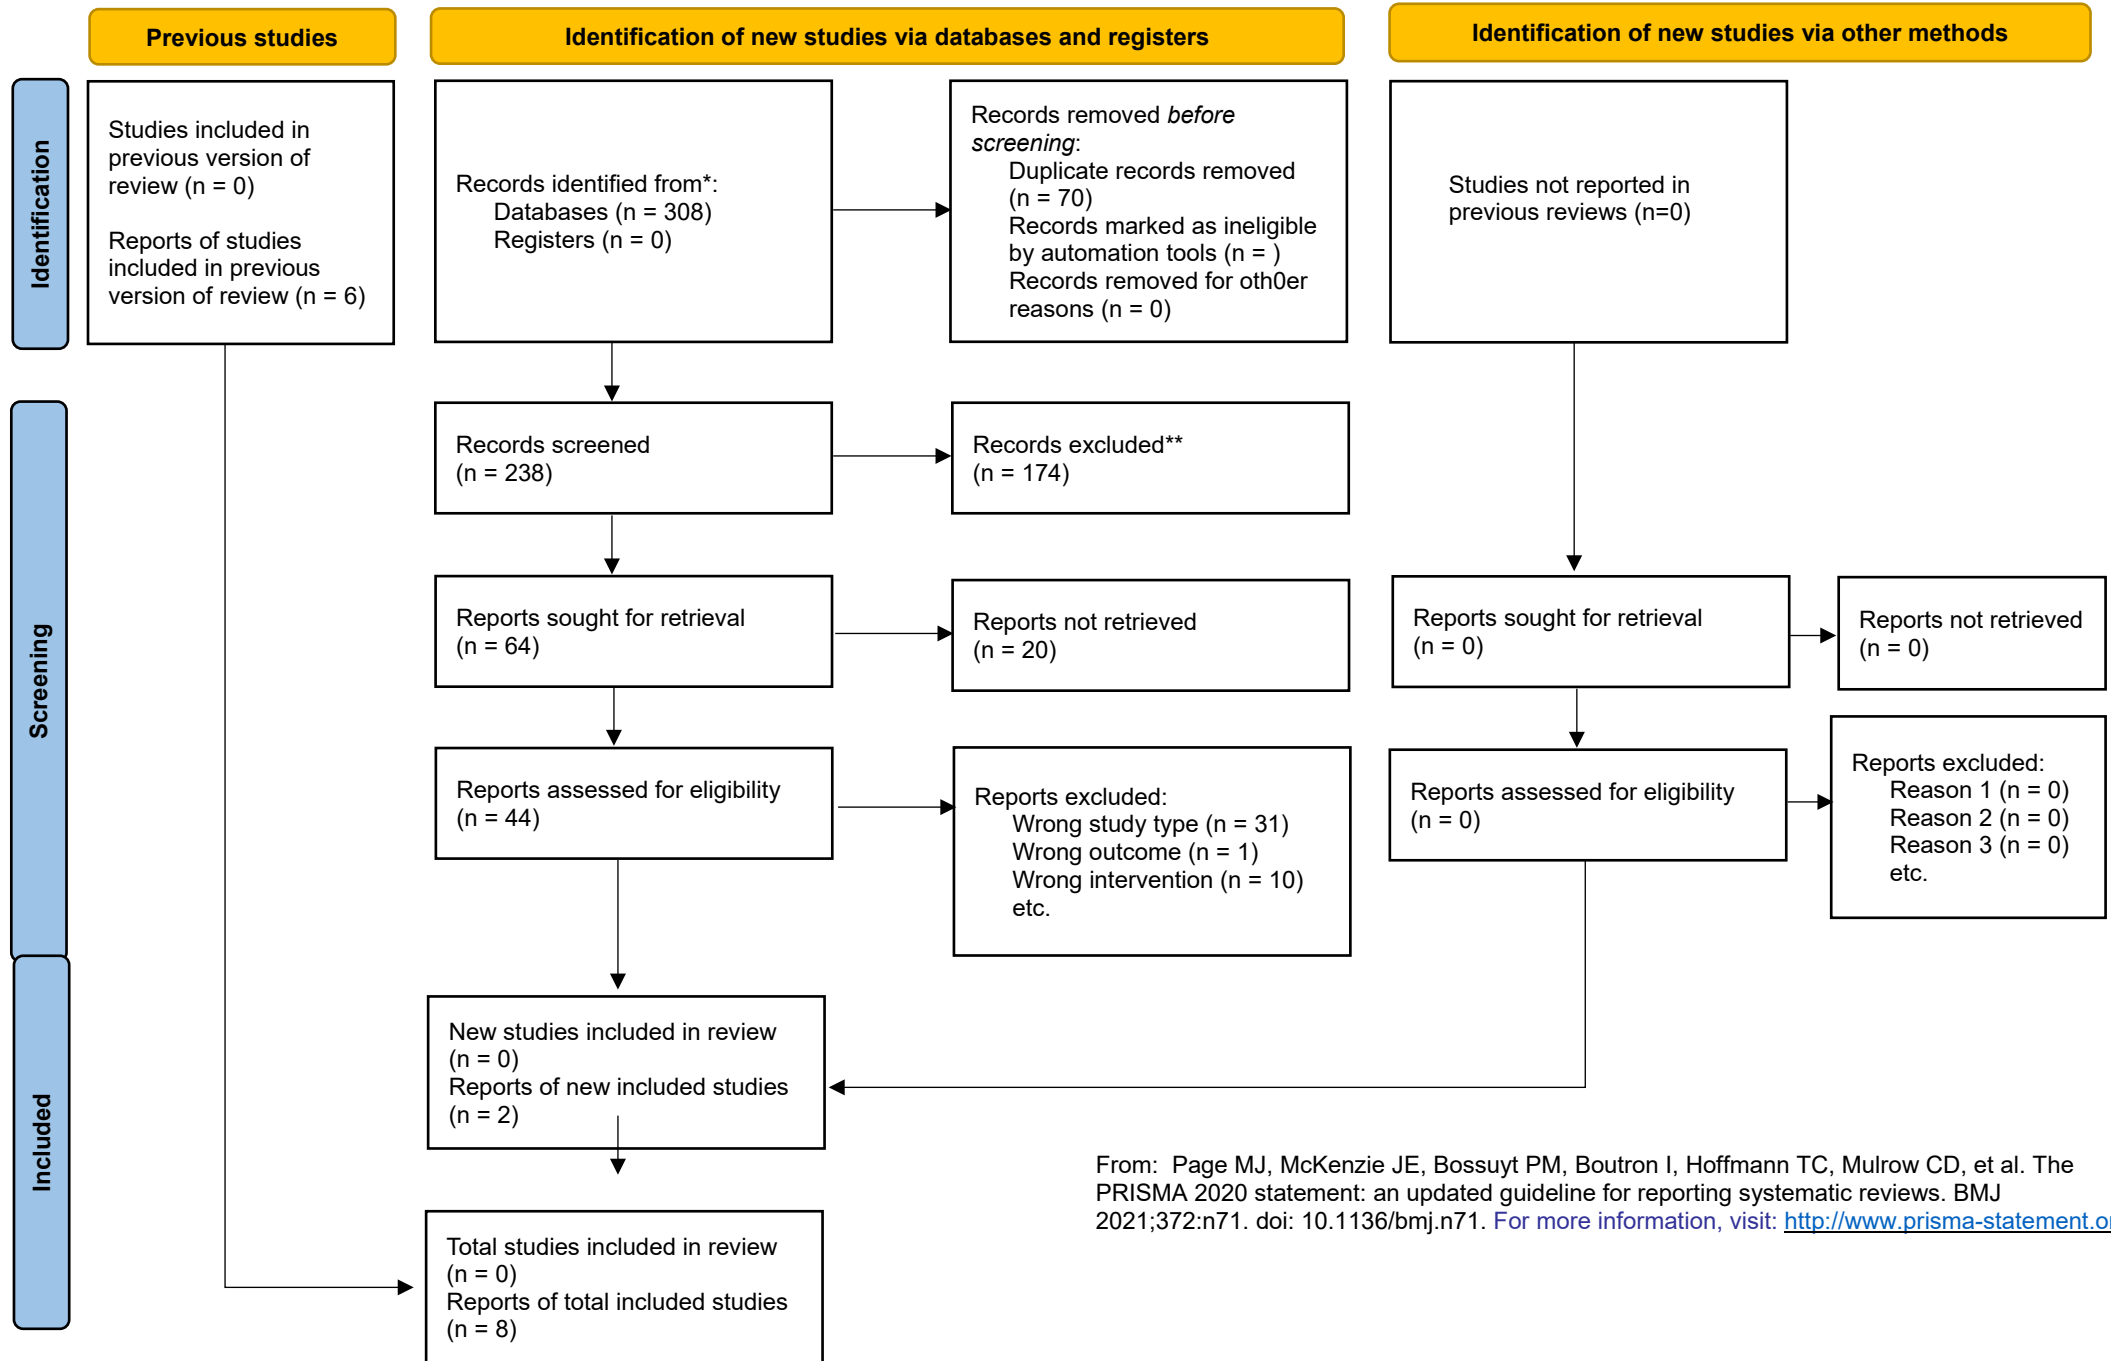 Previous studies
Identification of new studies via databases and registers
Identification of new studies via other methods
Identification
Studies included in
previous version of
review (n = 0)
Reports of studies
included in previous
version of review (n = 6)
Records identified from*:
Databases (n = 308)
Registers (n = 0)
Records removed before
screening:
Duplicate records removed
(n = 70)
Records marked as ineligible
by automation tools (n = )
Records removed for oth0er
reasons (n = 0)
Studies not reported in
previous reviews (n=0)
Screening
Records screened
(n = 238)
Records excluded**
(n = 174)
Reports sought for retrieval
(n = 64)
Reports not retrieved
(n = 20)
Reports sought for retrieval
(n = 0)
Reports not retrieved
(n = 0)
Reports assessed for eligibility
(n = 44)
Reports excluded:
Wrong study type (n = 31)
Wrong outcome (n = 1)
Wrong intervention (n = 10)
etc.
Reports assessed for eligibility
(n = 0)
Reports excluded:
Reason 1 (n = 0)
Reason 2 (n = 0)
Reason 3 (n = 0)
etc.
Included
New studies included in review
(n = 0)
Reports of new included studies
(n = 2)
Total studies included in review
(n = 0)
Reports of total included studies
(n = 8)
From:  Page MJ, McKenzie JE, Bossuyt PM, Boutron I, Hoffmann TC, Mulrow CD, et al. The
PRISMA 2020 statement: an updated guideline for reporting systematic reviews. BMJ
2021;372:n71. doi: 10.1136/bmj.n71. For more information, visit: http://www.prisma-statement.or